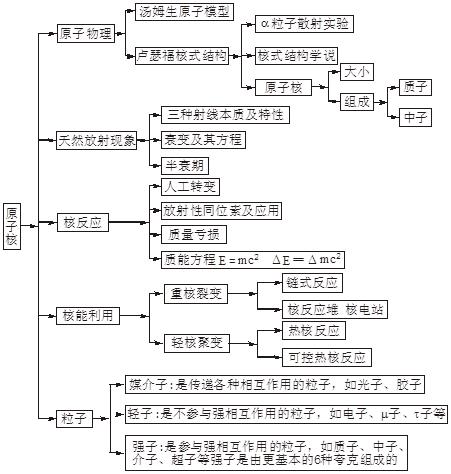 原子核
原子物理
汤姆生原子模型
卢瑟福核式结构
α粒子散射实验
核式结构学说
原子核
大小
组成
质子
中子
天然放射现象
三种射线本质及特性
衰变及其方程
半衰期
核反应
人工转变
放射性同位素及应用
质量亏损
质能方程E=mc² ΔE=Δmc²
核能利用
重核裂变
链式反应
核反应堆 核电站
轻核聚变
热核反应
可控热核反应
粒子
媒介子:是传递各种相互作用的粒子,如光子、胶子
轻子:是不参与强相互作用的粒子,如电子、μ子、τ子等
强子:是参与强相互作用的粒子,如质子、中子、
介子、超子等强子是由更基本的6种夸克组成的